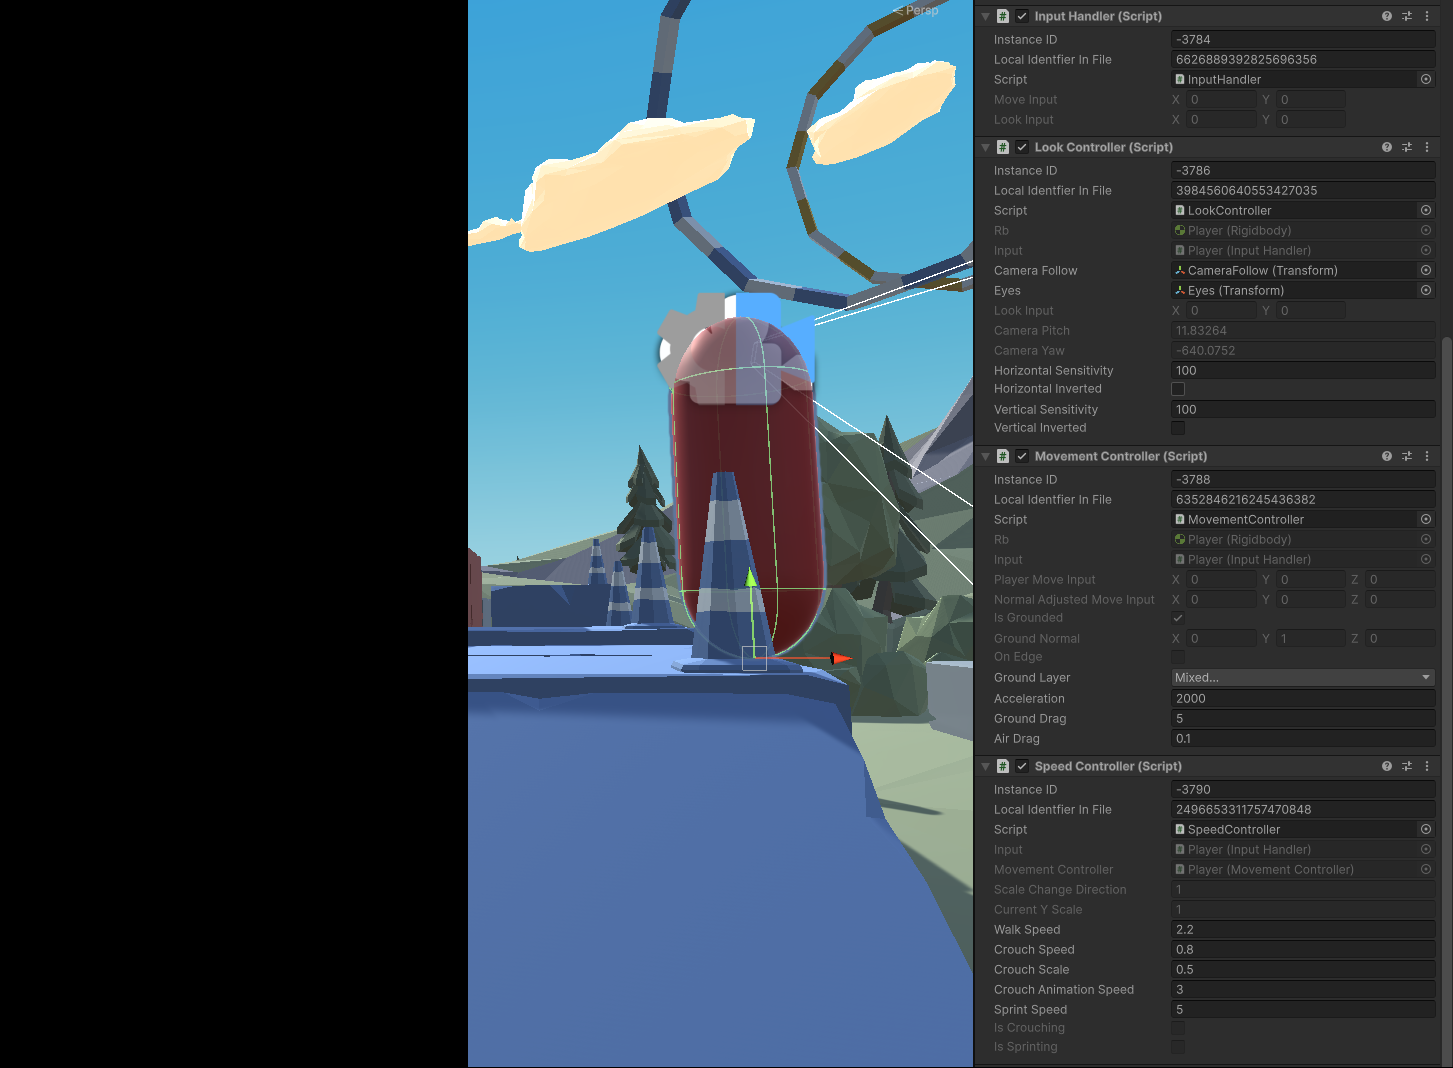 Persp
Input Handler (Script)
Instance ID -3784
Local Identfier In File 6626889392825696356
Script InputHandler
Move Input X 0 Y 0
Look Input X 0 Y 0
Look Controller (Script)
Instance ID -3786
Local Identfier In File 3984560640553427035
Script LookController
Rb Player (Rigidbody)
Input Player (Input Handler)
Camera Follow CameraFollow (Transform)
Eyes Eyes (Transform)
Look Input X 0 Y 0
Camera Pitch 11.83264
Camera Yaw -640.0752
Horizontal Sensitivity 100
Horizontal Inverted
Vertical Sensitivity 100
Vertical Inverted
Movement Controller (Script)
Instance ID -3788
Local Identfier In File 6352846216245436382
Script MovementController
Rb Player (Rigidbody)
Input Player (Input Handler)
Player Move Input X 0 Y 0 Z 0
Normal Adjusted Move Input X 0 Y 0 Z 0
Is Grounded
Ground Normal X 0 Y 1 Z 0
On Edge
Ground Layer Mixed...
Acceleration 2000
Ground Drag 5
Air Drag 0.1
Speed Controller (Script)
Instance ID -3790
Local Identfier In File 2496653311757470848
Script SpeedController
Input Player (Input Handler)
Movement Controller Player (Movement Controller)
Scale Change Direction 1
Current Y Scale 1
Walk Speed 2.2
Crouch Speed 0.8
Crouch Scale 0.5
Crouch Animation Speed 3
Sprint Speed 5
Is Crouching
Is Sprinting